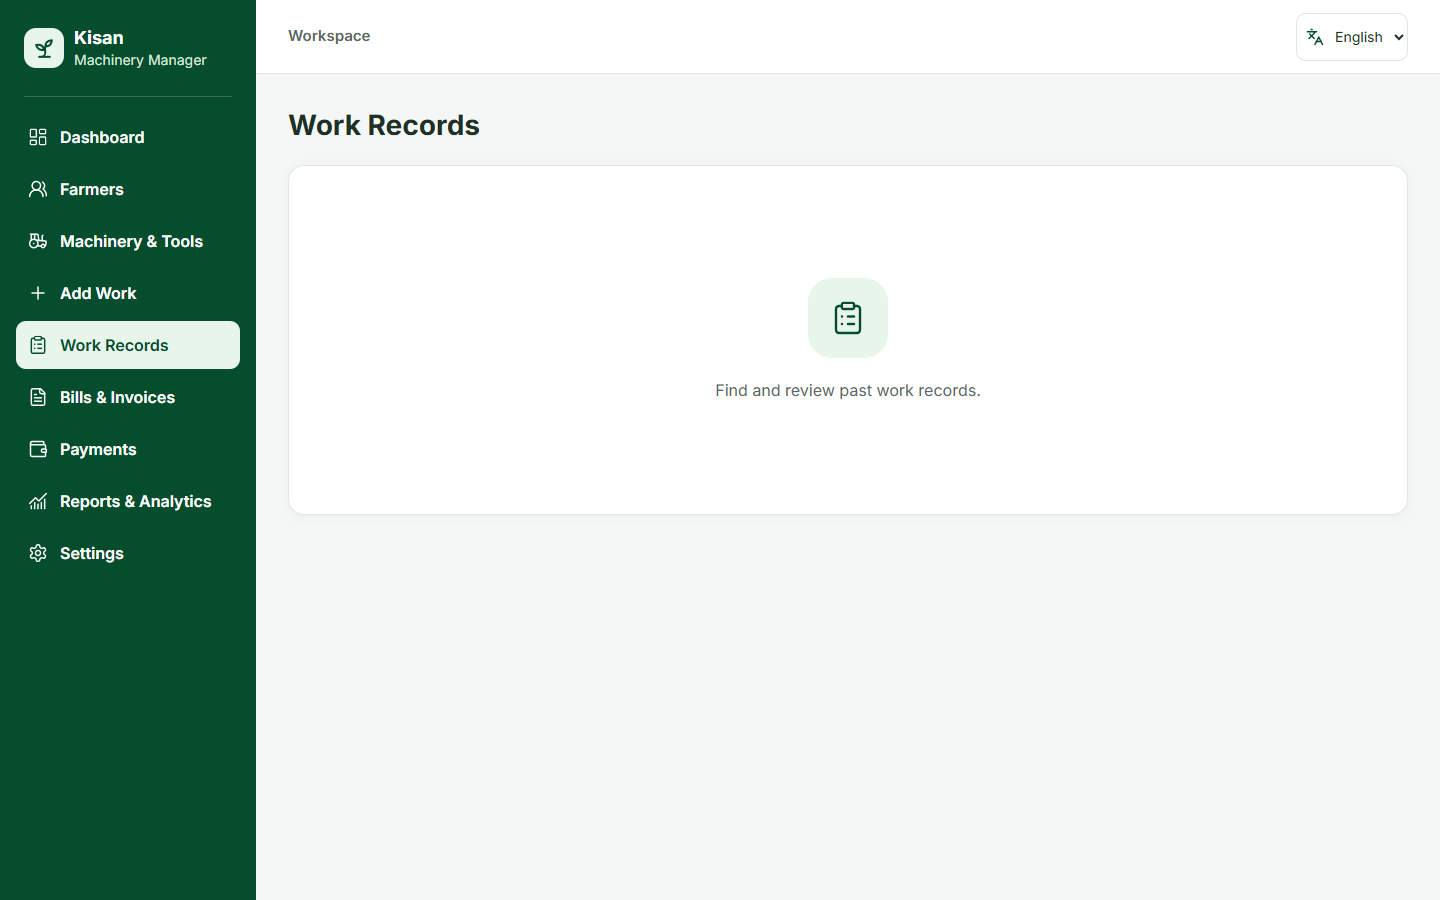 Kisan
Machinery Manager
Dashboard
Farmers
Machinery & Tools
Add Work
Work Records
Bills & Invoices
Payments
Reports & Analytics
Settings
Workspace
English
Work Records
Find and review past work records.